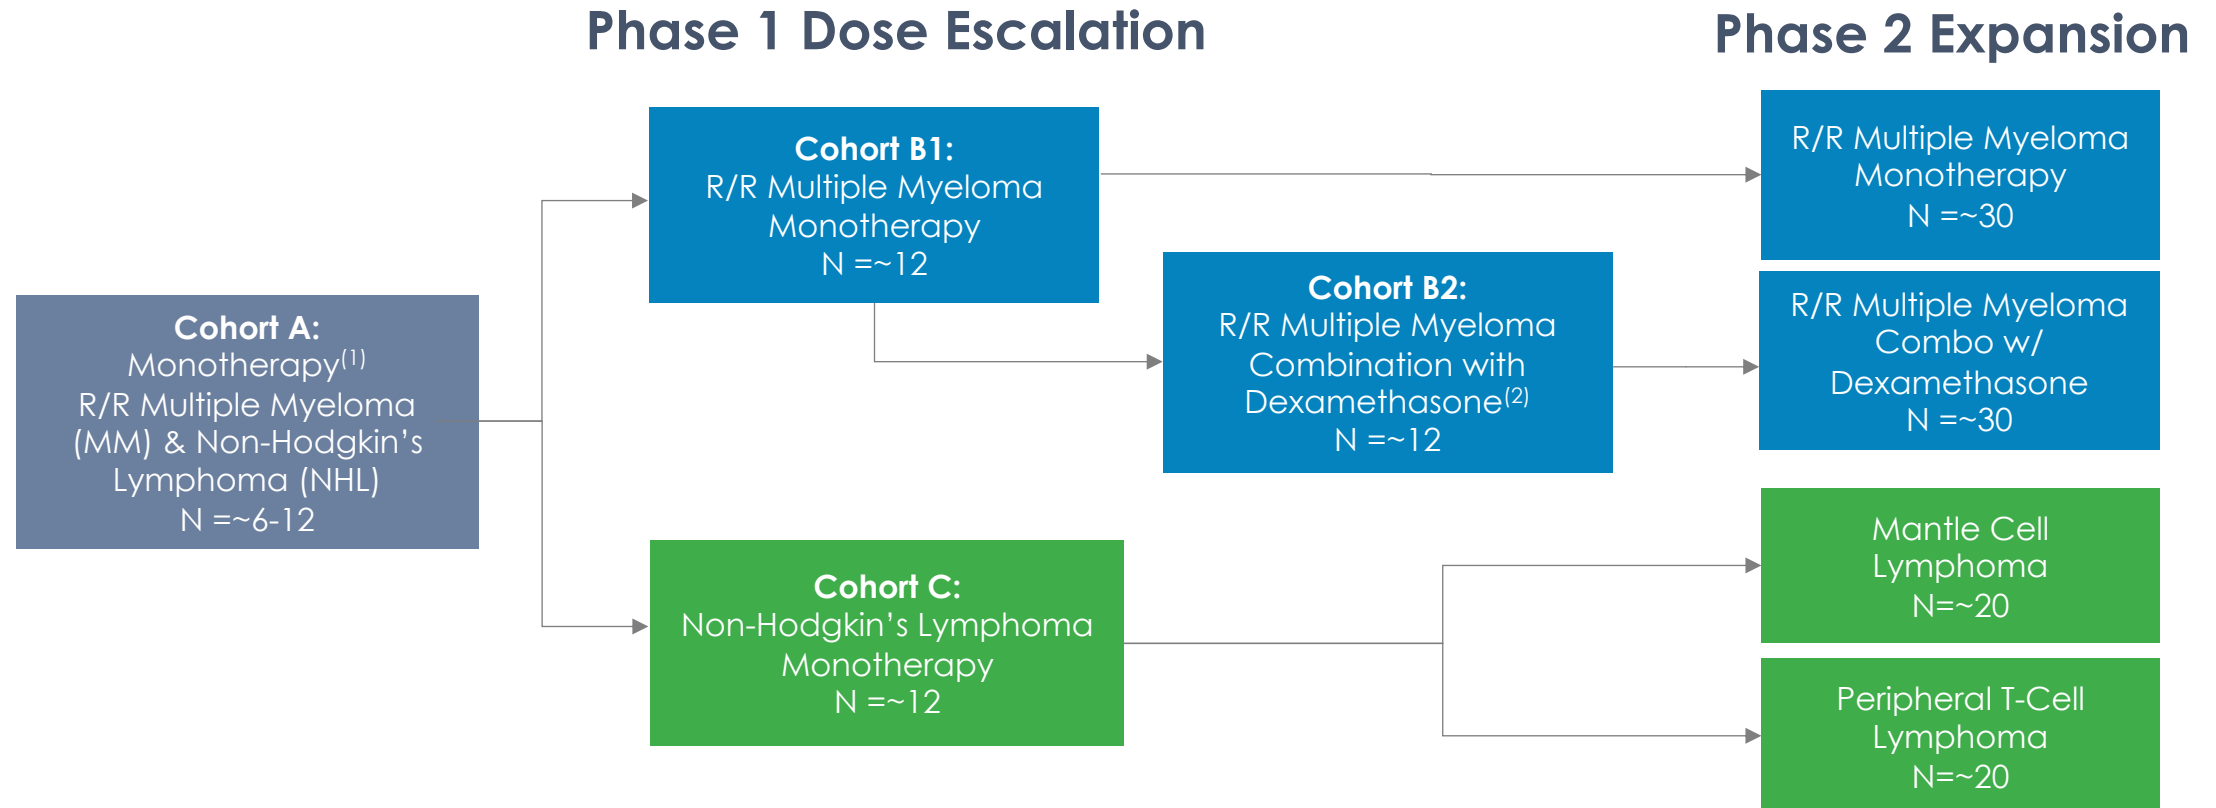 Phase 1 Dose Escalation
Phase 2 Expansion
Cohort A:
Monotherapy(1)
R/R Multiple Myeloma
(MM) & Non-Hodgkin’s
Lymphoma (NHL)
N =~6-12
Cohort B1:
R/R Multiple Myeloma
Monotherapy
N =~12
Cohort B2:
R/R Multiple Myeloma
Combination with
Dexamethasone(2)
N =~12
Cohort C:
Non-Hodgkin’s Lymphoma
Monotherapy
N =~12
R/R Multiple Myeloma
Monotherapy
N =~30
R/R Multiple Myeloma
Combo w/
Dexamethasone
N =~30
Mantle Cell
Lymphoma
N=~20
Peripheral T-Cell
Lymphoma
N=~20